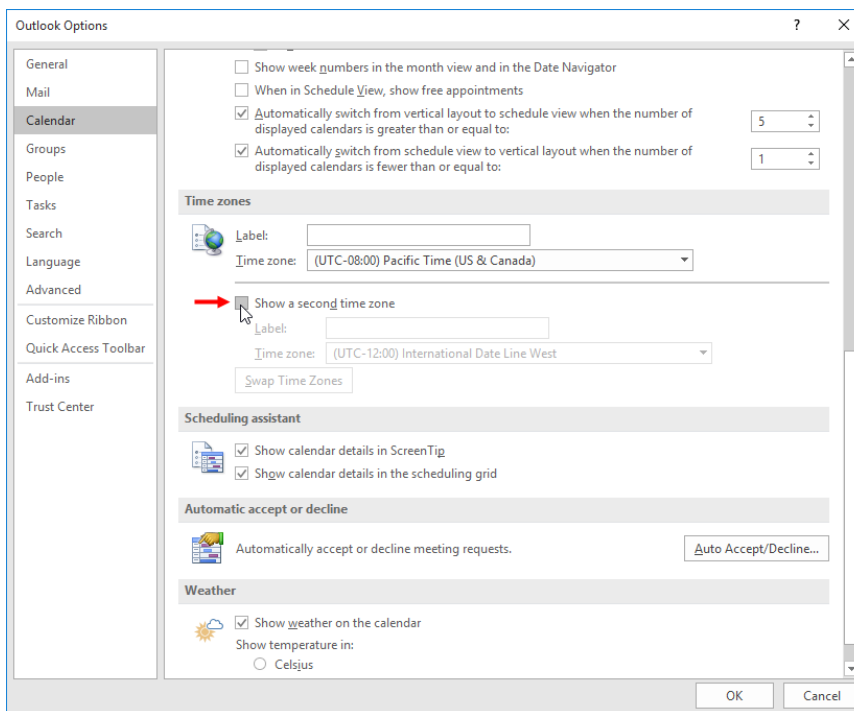 Outlook Options
General
Mail
Calendar
Groups
People
Tasks
Search
Language
Advanced
Customize Ribbon
Quick Access Toolbar
Add-ins
Trust Center
Show week numbers in the month view and in the Date Navigator
When in Schedule View, show free appointments
Automatically switch from vertical layout to schedule view when the number of
displayed calendars is greater than or equal to:
5
Automatically switch from schedule view to vertical layout when the number of
displayed calendars is fewer than or equal to:
1
Time zones
Label:
Time zone: (UTC-08:00) Pacific Time (US & Canada)
Show a second time zone
Label:
Time zone: (UTC-12:00) International Date Line West
Swap Time Zones
Scheduling assistant
Show calendar details in ScreenTip
Show calendar details in the scheduling grid
Automatic accept or decline
Automatically accept or decline meeting requests.
Auto Accept/Decline...
Weather
Show weather on the calendar
Show temperature in:
Celsius
OK
Cancel